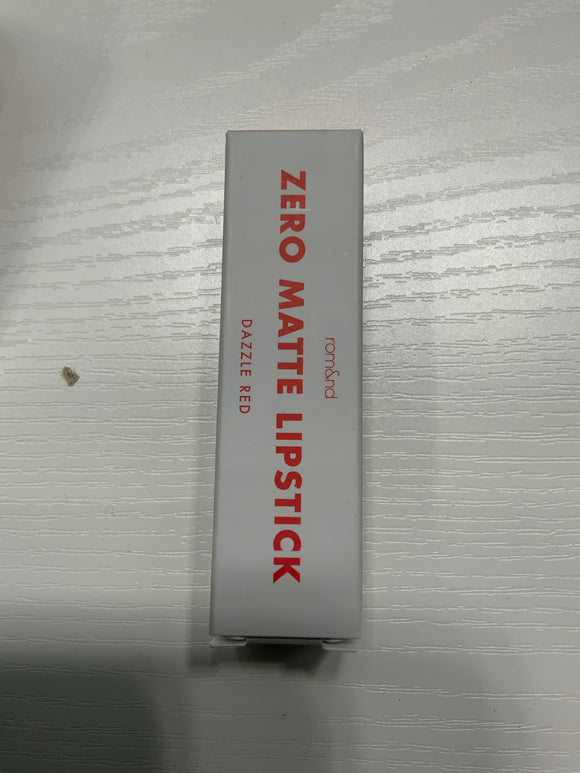 rom&nd
ZERO MATTE LIPSTICK
DAZZLE RED